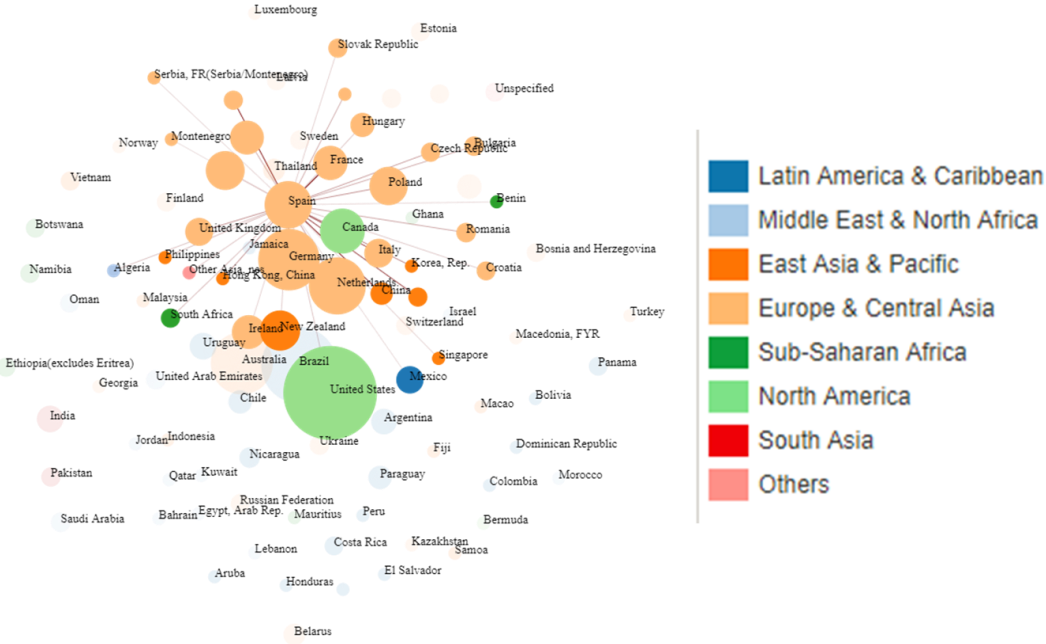 Luxembourg
Estonia
Slovak Republic
Serbia, FR(Serbia/Montenegro)
Latvia
Unspecified
Hungary
Montenegro
Sweden
Norway
Bulgaria
Czech Republic
France
Thailand
Vietnam
Poland
Finland
Spain
Benin
Ghana
Botswana
United Kingdom
Canada
Romania
Jamaica
Bosnia and Herzegovina
Italy
Philippines
Germany
Korea, Rep.
Namibia
Algeria
Other Asia, nes
Hong Kong, China
Croatia
Netherlands
China
Oman
Malaysia
South Africa
Israel
Turkey
Switzerland
Ireland
New Zealand
Macedonia, FYR
Uruguay
Singapore
Australia
Brazil
Ethiopia(excludes Eritrea)
Panama
United Arab Emirates
Mexico
Georgia
United States
Chile
Bolivia
Macao
India
Argentina
Jordan
Indonesia
Ukraine
Fiji
Dominican Republic
Nicaragua
Pakistan
Qatar
Kuwait
Paraguay
Morocco
Colombia
Russian Federation
Egypt, Arab Rep.
Saudi Arabia
Bahrain
Mauritius
Peru
Bermuda
Lebanon
Costa Rica
Kazakhstan
Samoa
Aruba
Honduras
El Salvador
Belarus
Latin America & Caribbean
Middle East & North Africa
East Asia & Pacific
Europe & Central Asia
Sub-Saharan Africa
North America
South Asia
Others